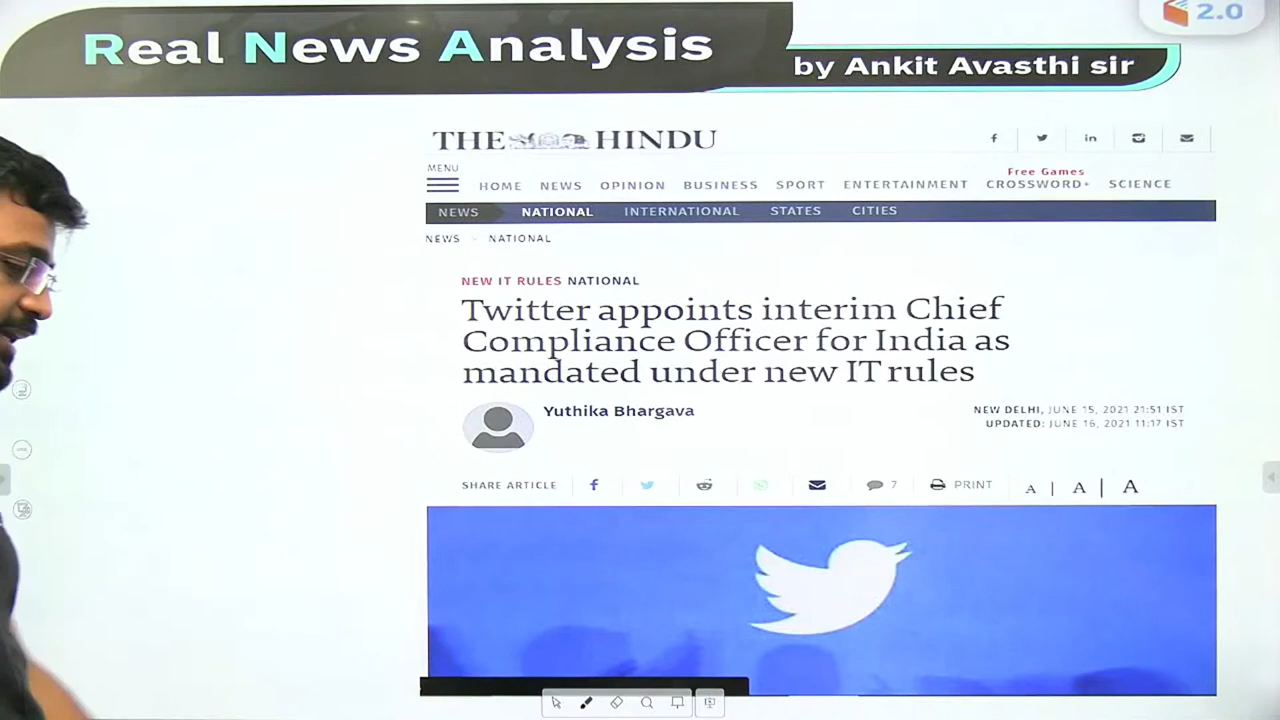 Real News Analysis
by Ankit Avasthi sir
2.0
THE HINDU
MENU
HOME NEWS OPINION BUSINESS SPORT ENTERTAINMENT Free Games CROSSWORD+ SCIENCE
NEWS NATIONAL INTERNATIONAL STATES CITIES
NEWS NATIONAL
NEW IT RULES NATIONAL
Twitter appoints interim Chief
Compliance Officer for India as
mandated under new IT rules
Yuthika Bhargava
NEW DELHI, JUNE 15, 2021 21:51 IST
UPDATED: JUNE 16, 2021 11:17 IST
SHARE ARTICLE 7 PRINT A | A | A